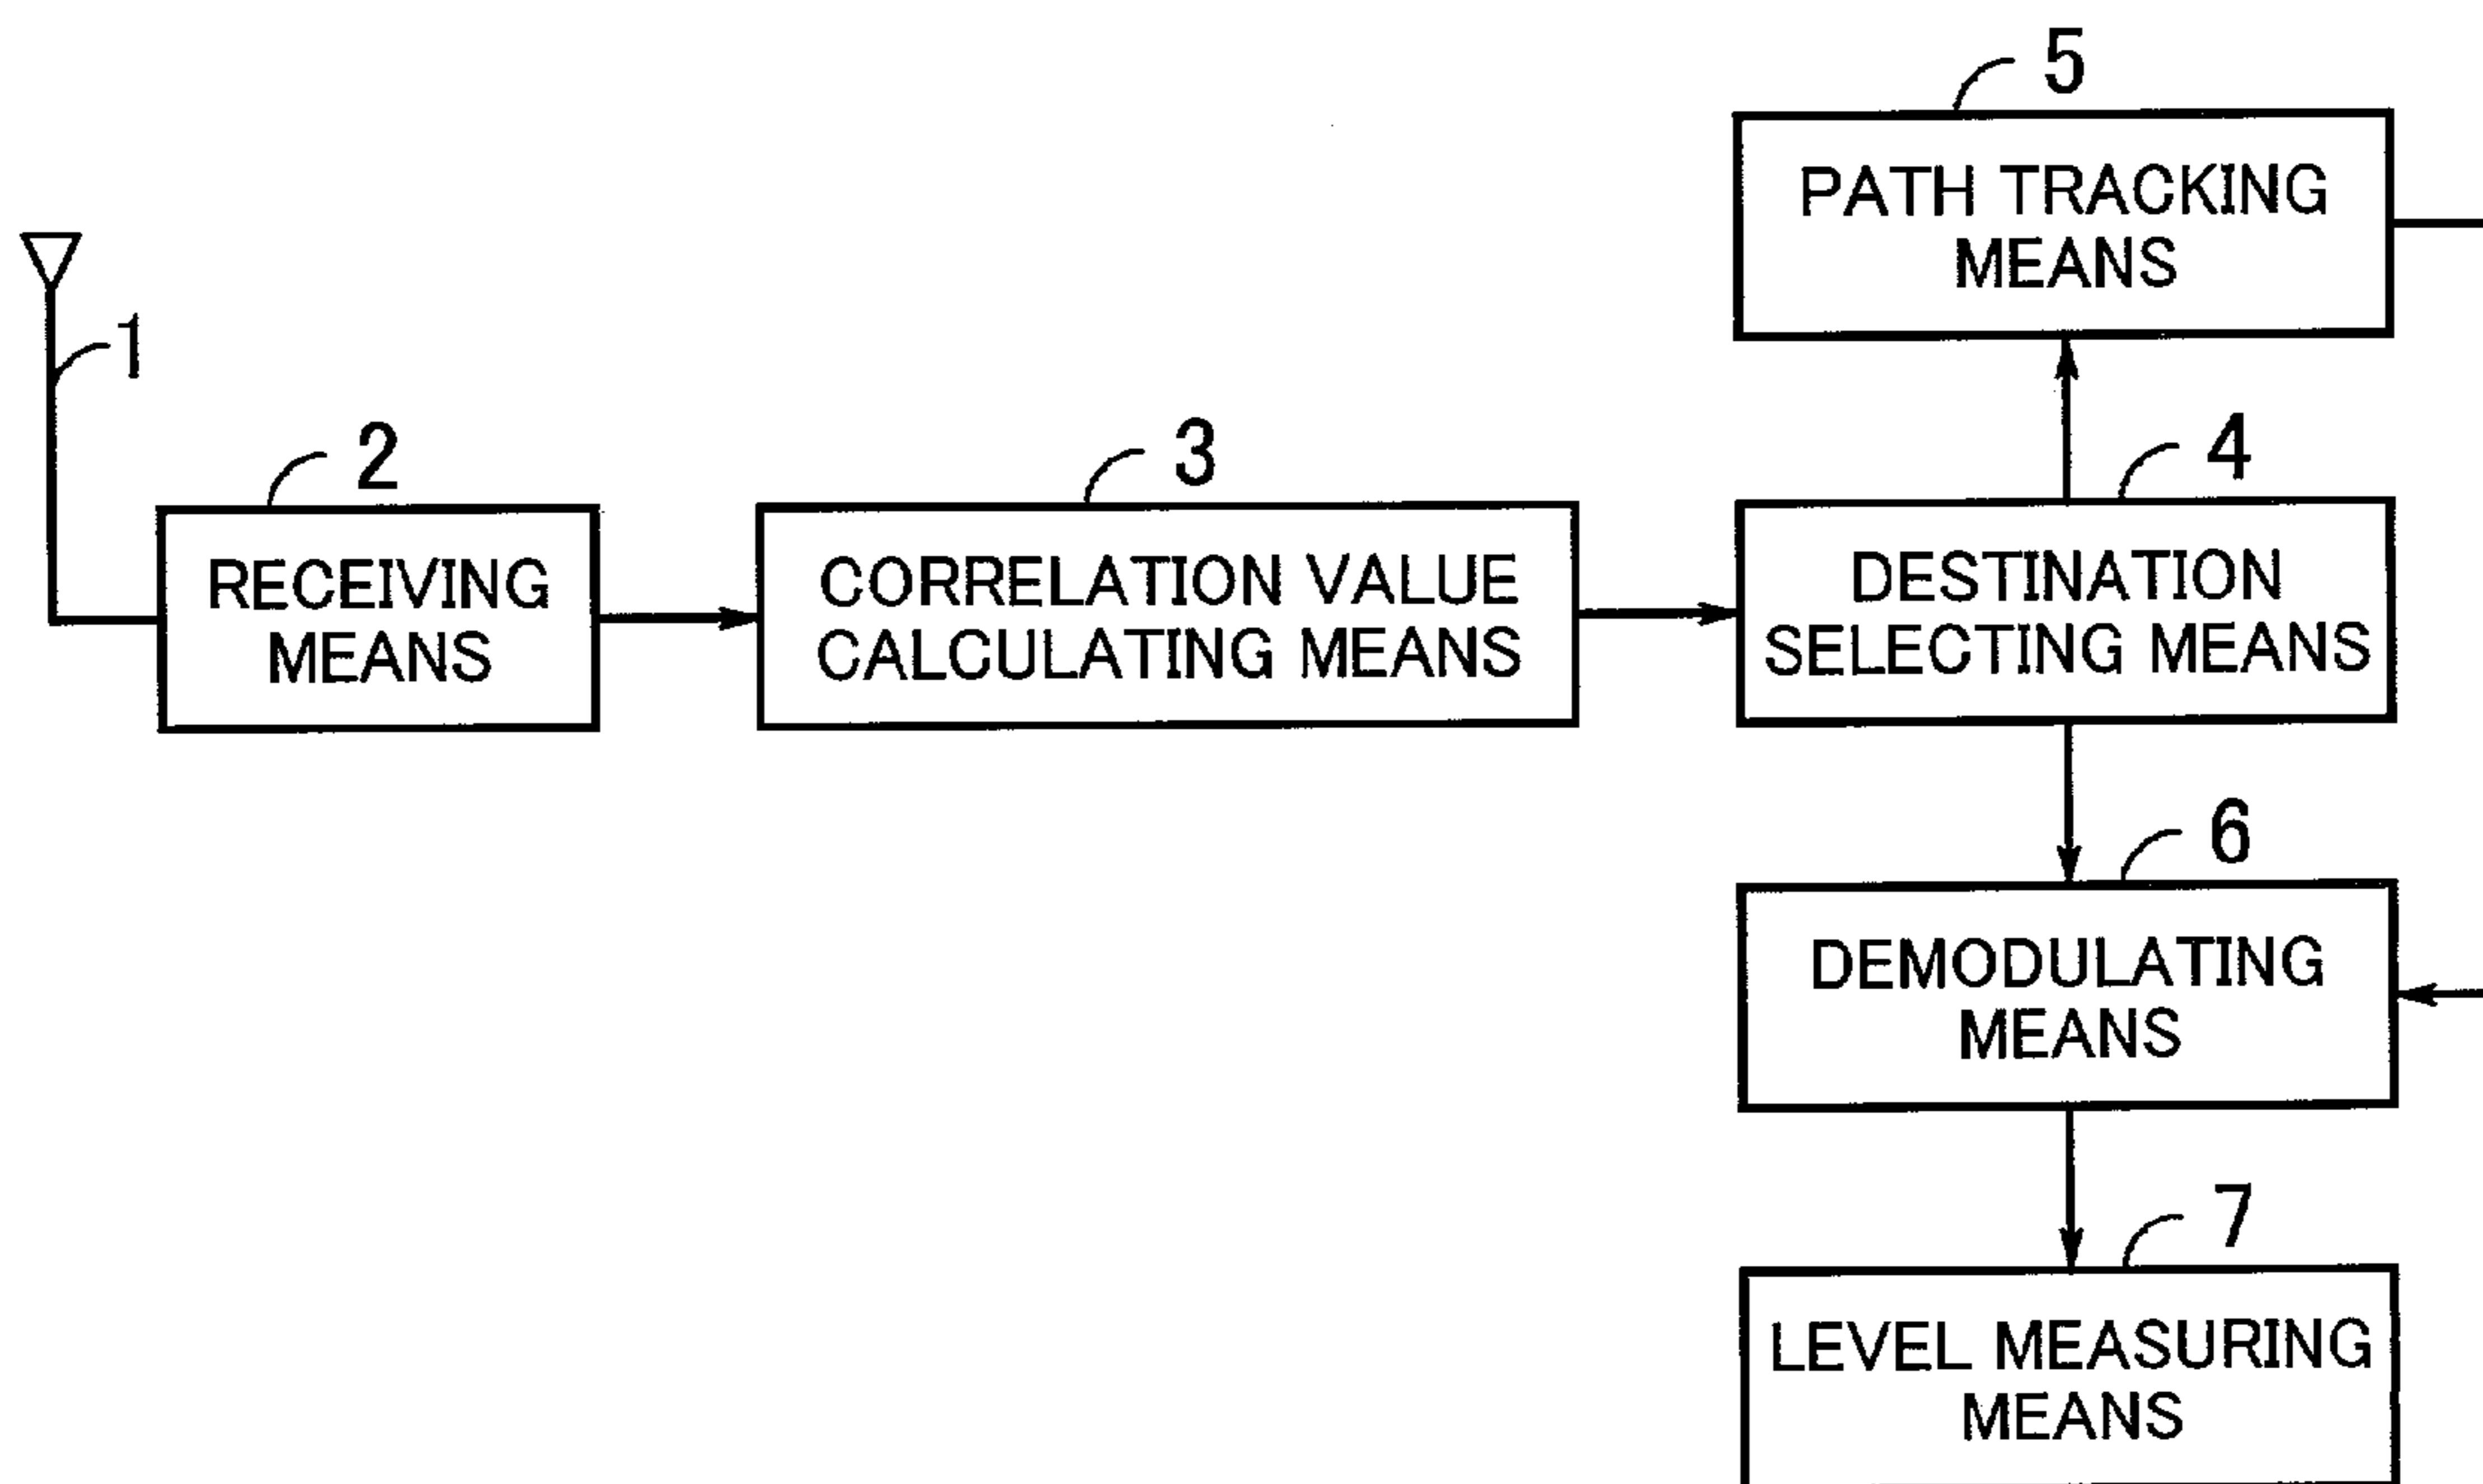 5
PATH TRACKING
MEANS
1
2
RECEIVING
MEANS
3
CORRELATION VALUE
CALCULATING MEANS
4
DESTINATION
SELECTING MEANS
6
DEMODULATING
MEANS
7
LEVEL MEASURING
MEANS